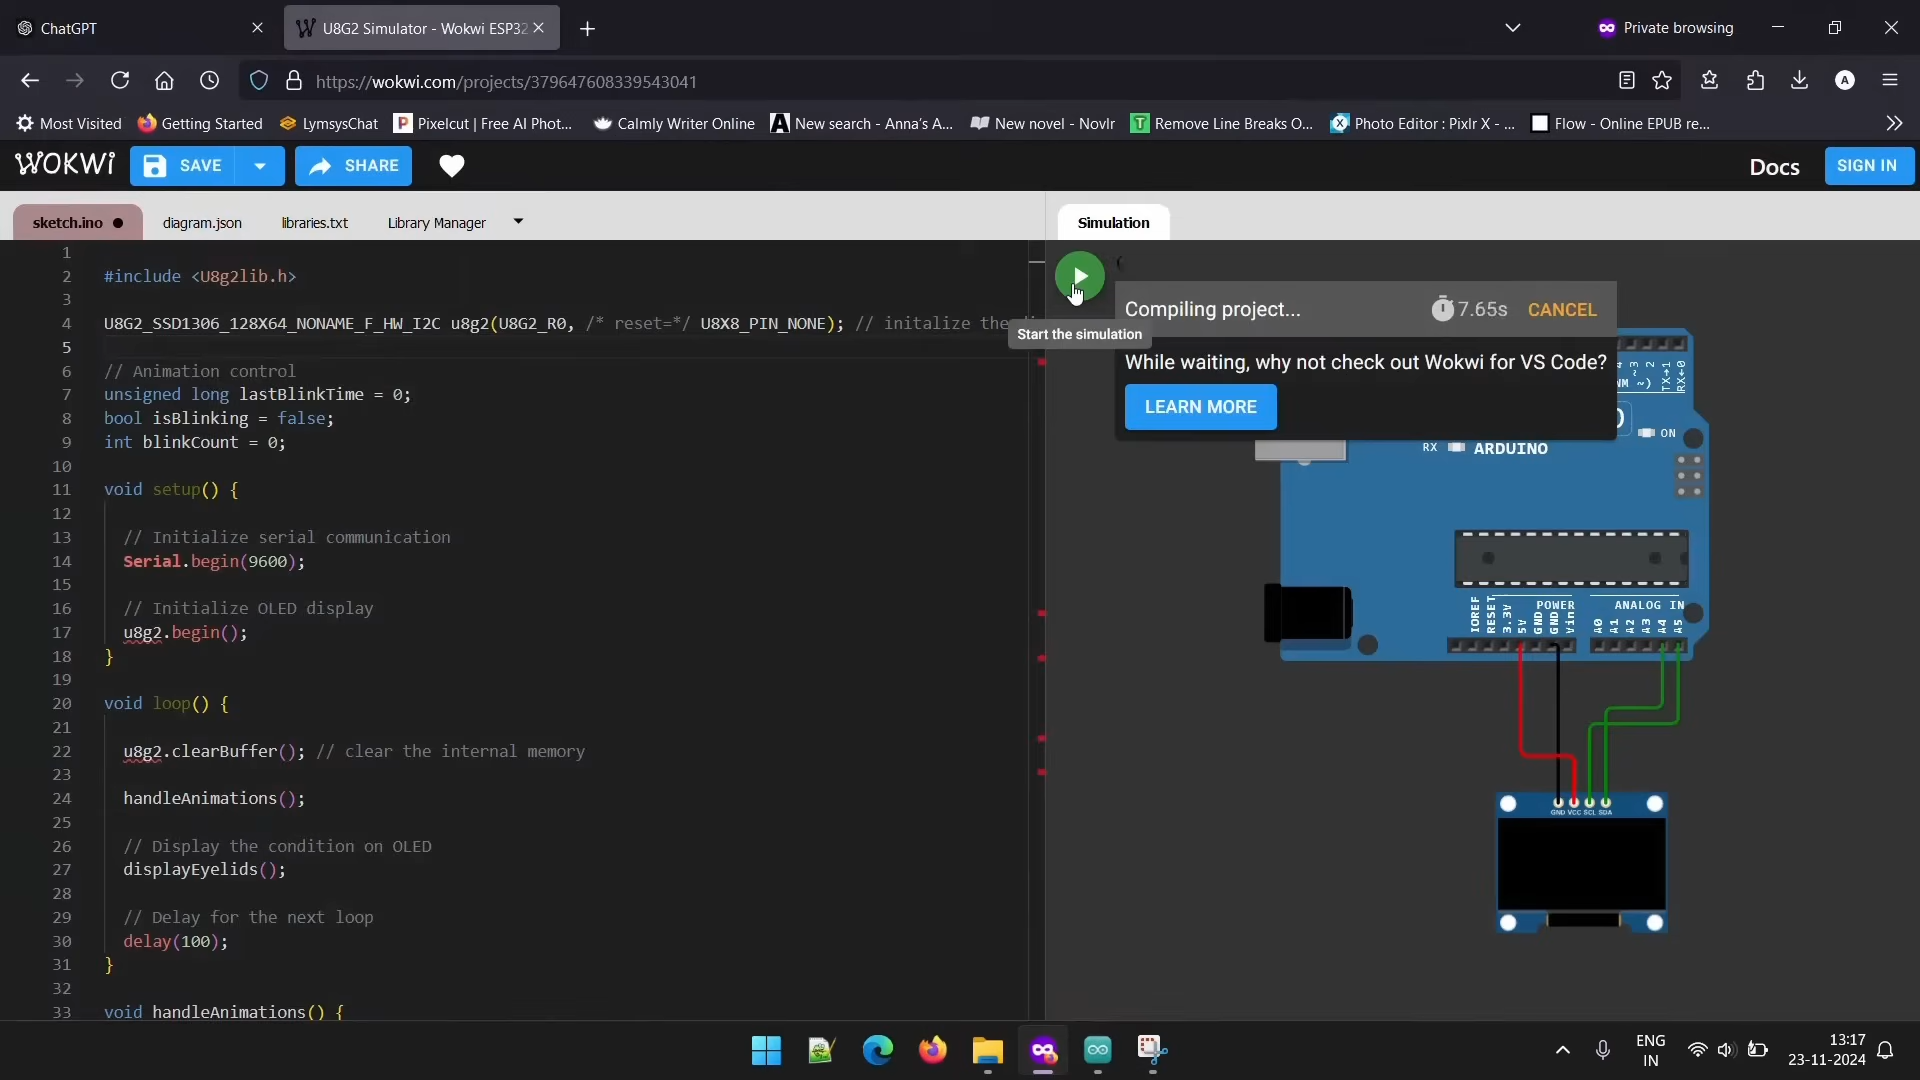 ChatGPT
U8G2 Simulator - Wokwi ESP32
Private browsing
https://wokwi.com/projects/379647608339543041
A
Most Visited
Getting Started
LymsysChat
Pixelcut | Free AI Phot...
Calmly Writer Online
New search - Anna's A...
New novel - Novlr
Remove Line Breaks O...
Photo Editor : Pixlr X - ...
Flow - Online EPUB re...
WOKWi
SAVE
SHARE
Docs
SIGN IN
sketch.ino
diagram.json
libraries.txt
Library Manager
Simulation
1
2 #include <U8g2lib.h>
3
4 U8G2_SSD1306_128X64_NONAME_F_HW_I2C u8g2(U8G2_R0, /* reset=*/ U8X8_PIN_NONE); // initalize the
5
6 // Animation control
7 unsigned long lastBlinkTime = 0;
8 bool isBlinking = false;
9 int blinkCount = 0;
10
11 void setup() {
12
13 // Initialize serial communication
14 Serial.begin(9600);
15
16 // Initialize OLED display
17 u8g2.begin();
18 }
19
20 void loop() {
21
22 u8g2.clearBuffer(); // clear the internal memory
23
24 handleAnimations();
25
26 // Display the condition on OLED
27 displayEyelids();
28
29 // Delay for the next loop
30 delay(100);
31 }
32
33 void handleAnimations() {
Start the simulation
Compiling project...
7.65s
CANCEL
While waiting, why not check out Wokwi for VS Code?
LEARN MORE
4
~3
2
TX→1
RX←0
ON
RX
ARDUINO
POWER
ANALOG IN
IOREF
RESET
3.3V
5V
GND
GND
Vin
A0
A1
A2
A3
A4
A5
GND VCC SCL SDA
ENG
IN
13:17
23-11-2024